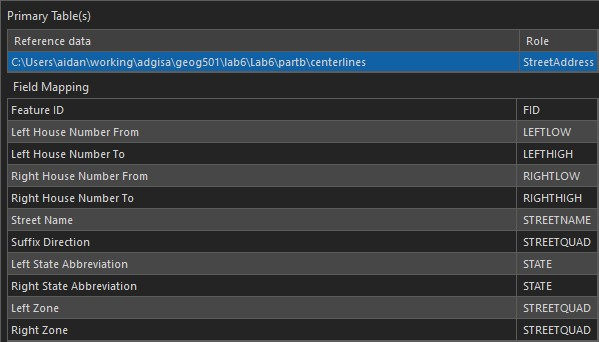 Primary Table(s)
Reference data Role
C:\Users\aidan\working\adgisa\geog501\lab6\Lab6\partb\centerlines StreetAddress
Field Mapping
Feature ID FID
Left House Number From LEFTLOW
Left House Number To LEFTHIGH
Right House Number From RIGHTLOW
Right House Number To RIGHTHIGH
Street Name STREETNAME
Suffix Direction STREETQUAD
Left State Abbreviation STATE
Right State Abbreviation STATE
Left Zone STREETQUAD
Right Zone STREETQUAD